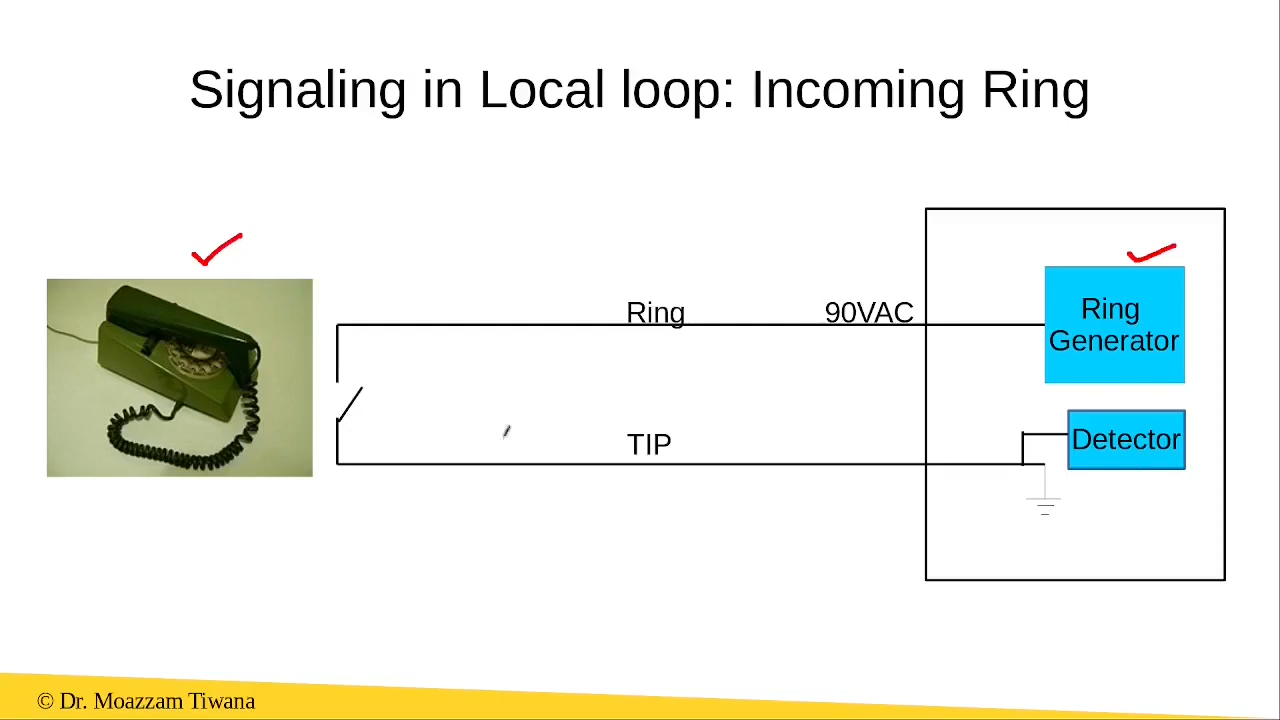 Signaling in Local loop: Incoming Ring
Ring
90VAC
Ring
Generator
TIP
Detector
© Dr. Moazzam Tiwana